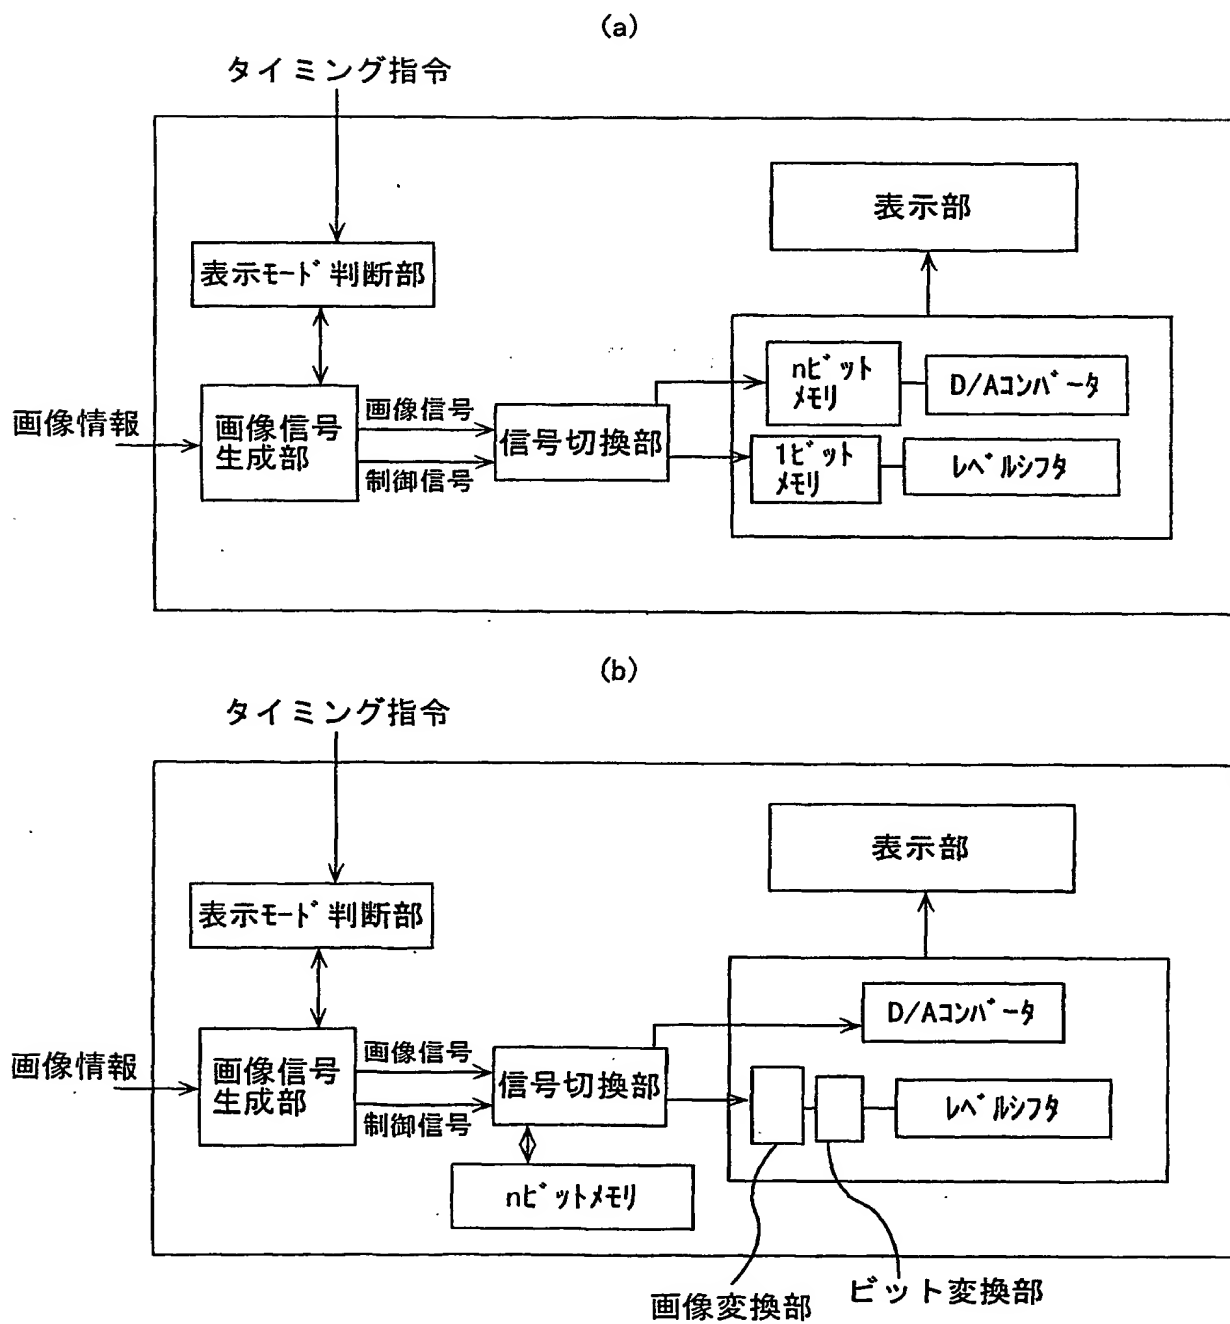 (a)
タイミング指令
表示部
表示ﾓｰﾄﾞ判断部
nﾋﾞｯﾄ
ﾒﾓﾘ
D/Aｺﾝﾊﾞｰﾀ
画像情報
画像信号
生成部
画像信号
制御信号
信号切換部
1ﾋﾞｯﾄ
ﾒﾓﾘ
ﾚﾍﾞﾙｼﾌﾀ
(b)
タイミング指令
表示部
表示ﾓｰﾄﾞ判断部
D/Aｺﾝﾊﾞｰﾀ
画像情報
画像信号
生成部
画像信号
制御信号
信号切換部
ﾚﾍﾞﾙｼﾌﾀ
nﾋﾞｯﾄﾒﾓﾘ
画像変換部
ビット変換部